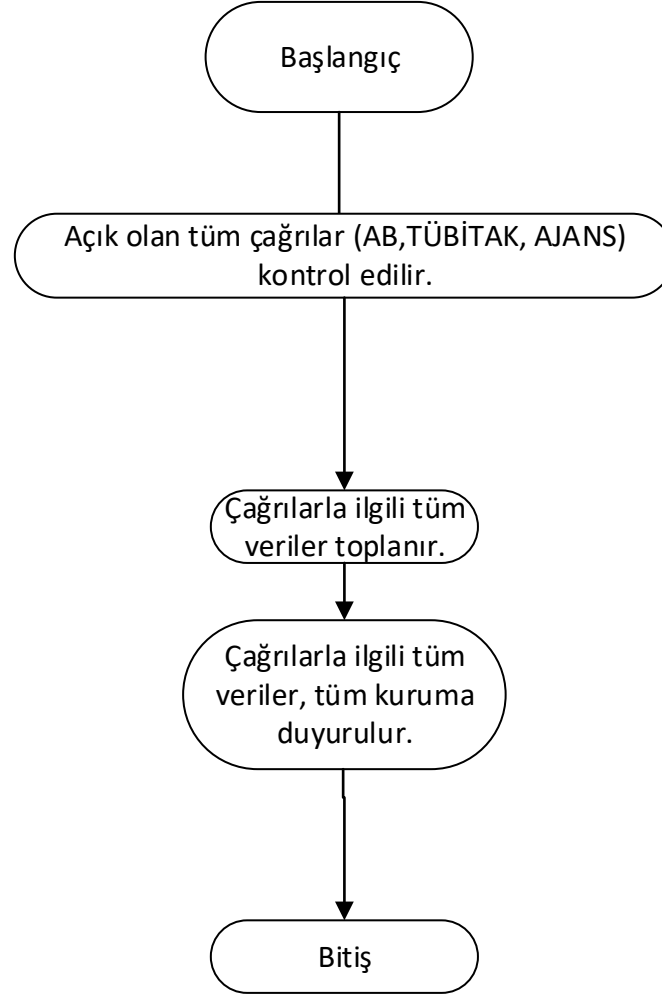 Başlangıç
Açık olan tüm çağrılar (AB,TÜBİTAK, AJANS)
kontrol edilir.
Çağrılarla ilgili tüm
veriler toplanır.
Çağrılarla ilgili tüm
veriler, tüm kuruma
duyurulur.
Bitiş